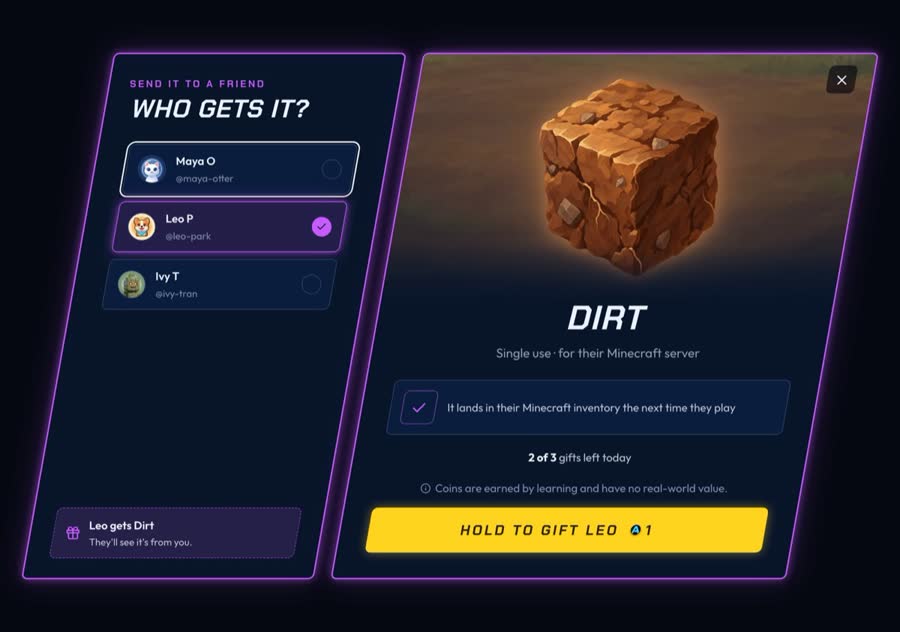 SEND IT TO A FRIEND
WHO GETS IT?
Maya O
@maya-otter
Leo P
@leo-park
Ivy T
@ivy-tran
Leo gets Dirt
They'll see it's from you.
DIRT
Single use · for their Minecraft server
It lands in their Minecraft inventory the next time they play
2 of 3 gifts left today
Coins are earned by learning and have no real-world value.
HOLD TO GIFT LEO A 1